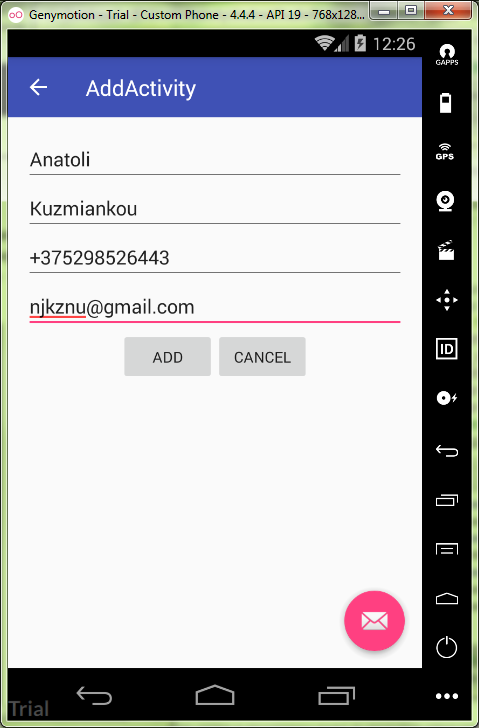 Genymotion - Trial - Custom Phone - 4.4.4 - API 19 - 768x128...
12:26
GAPPS
AddActivity
GPS
Anatoli
Kuzmiankou
+375298526443
njkznu@gmail.com
ID
ADD CANCEL
Trial